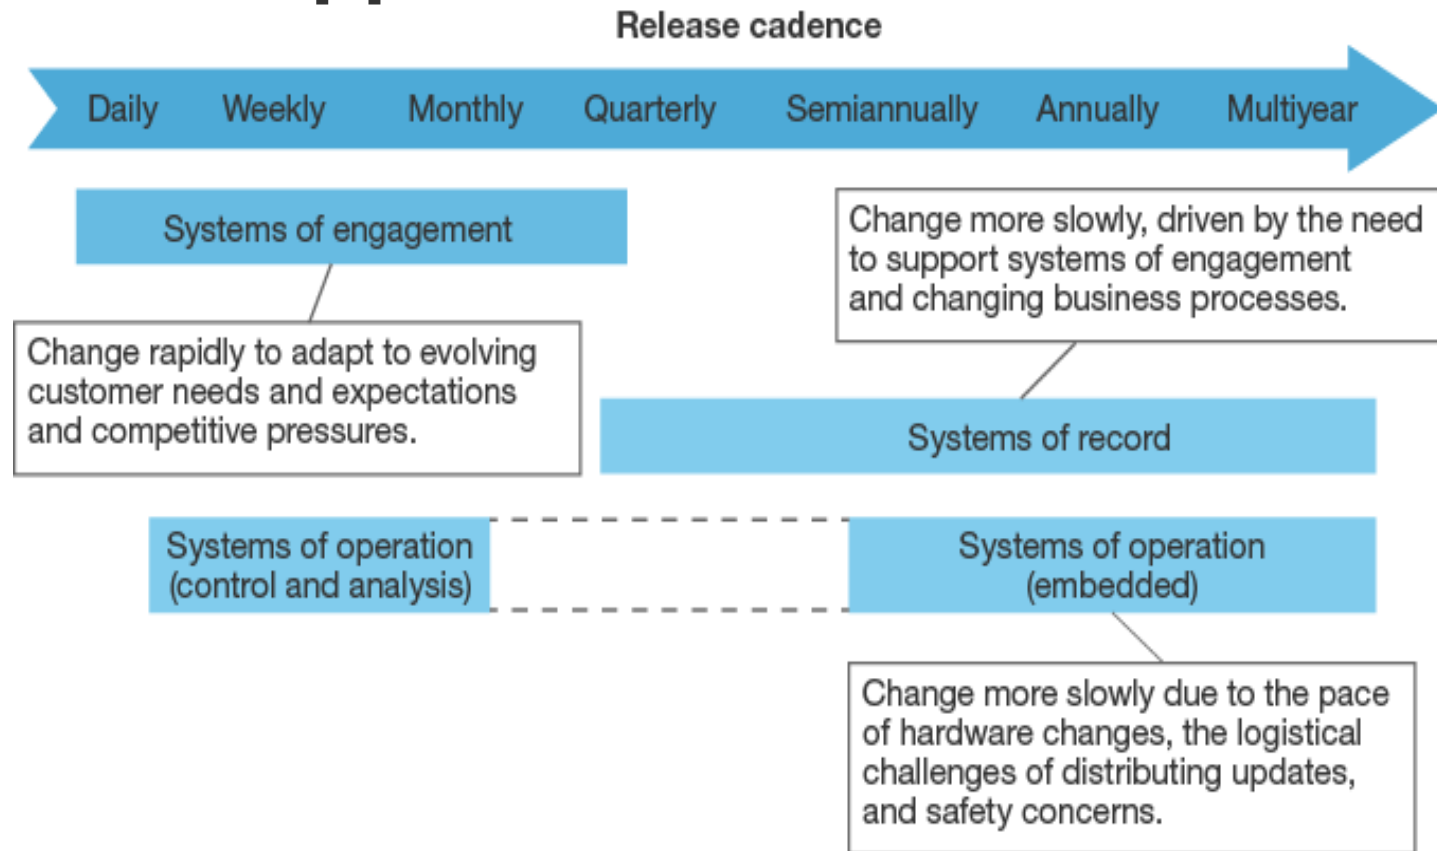 Release cadence
Daily Weekly Monthly Quarterly Semiannually Annually Multiyear
Systems of engagement
Change more slowly, driven by the need
to support systems of engagement
and changing business processes.
Change rapidly to adapt to evolving
customer needs and expectations
and competitive pressures.
Systems of record
Systems of operation
(control and analysis)
Systems of operation
(embedded)
Change more slowly due to the pace
of hardware changes, the logistical
challenges of distributing updates,
and safety concerns.